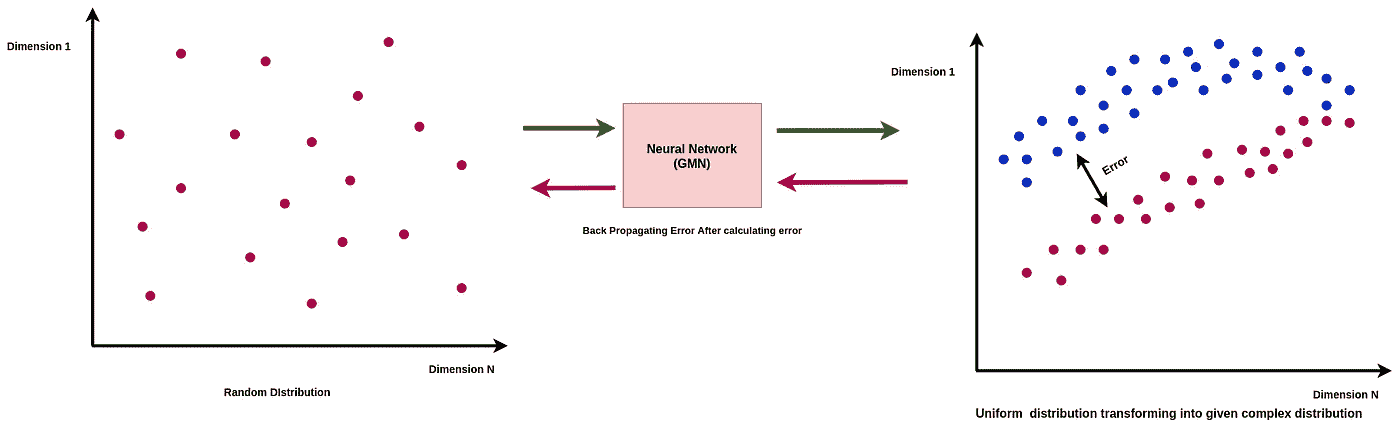 Dimension 1
Dimension N
Random DIstribution
Neural Network
(GMN)
Back Propagating Error After calculating error
Dimension 1
Error
Dimension N
Uniform distribution transforming into given complex distribution